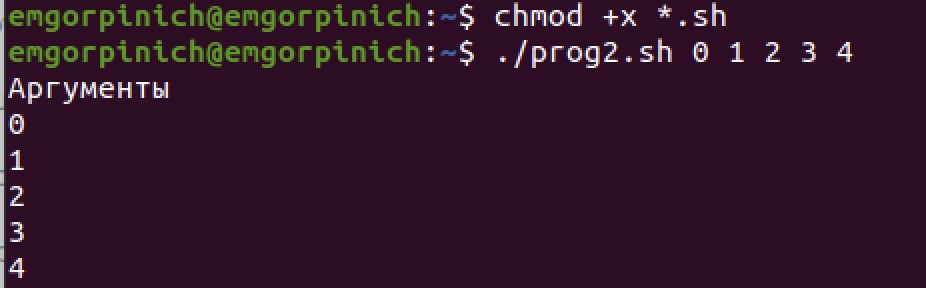 emgorpinich@emgorpinich:~$ chmod +x *.sh
emgorpinich@emgorpinich:~$ ./prog2.sh 0 1 2 3 4
Аргументы
0
1
2
3
4